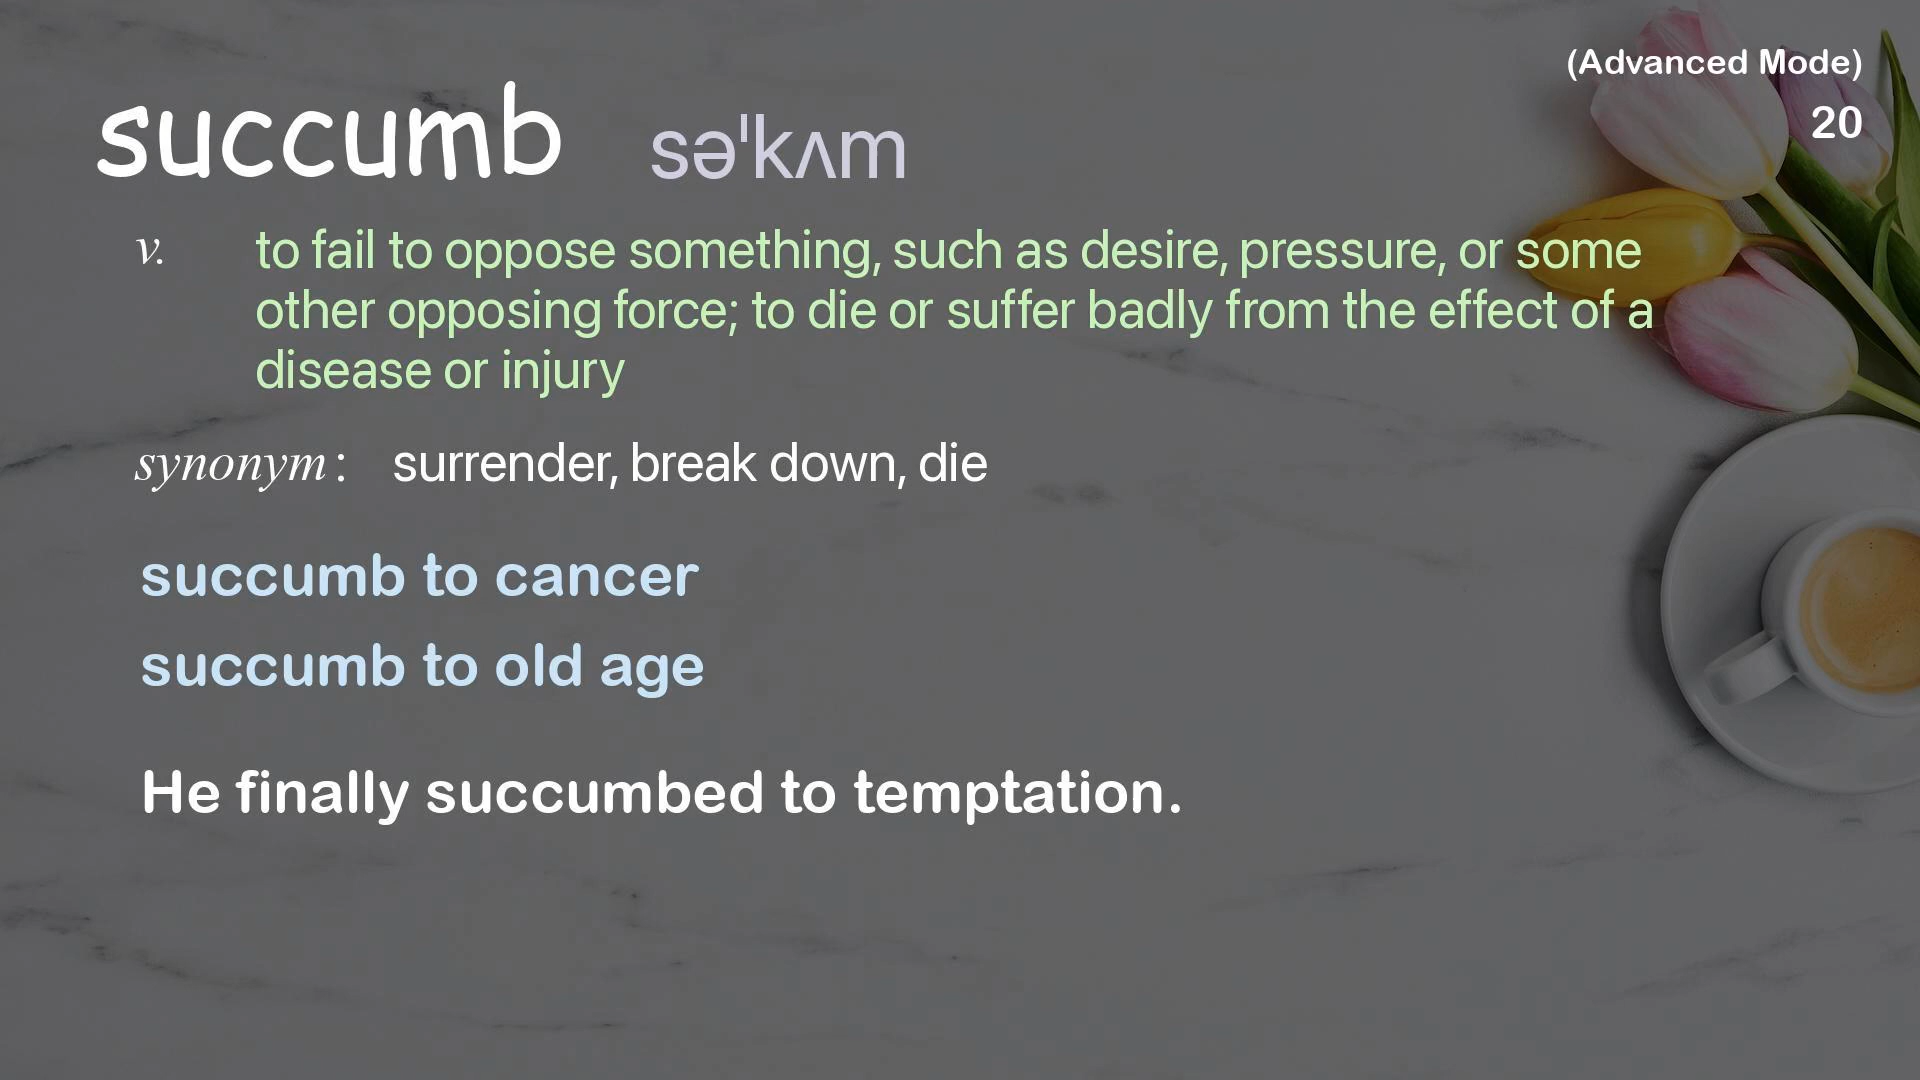 (Advanced Mode)
20
succumb səˈkʌm
v. to fail to oppose something, such as desire, pressure, or some
other opposing force; to die or suffer badly from the effect of a
disease or injury
synonym : surrender, break down, die
succumb to cancer
succumb to old age
He finally succumbed to temptation.